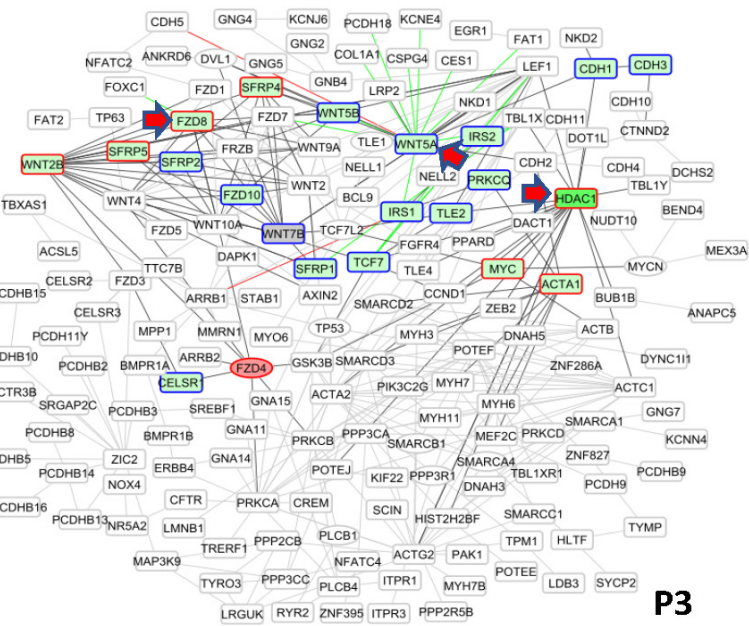 CDH5 GNG4 KCNJ6 PCDH18 KCNE4
EGR1 FAT1 NKD2
GNG2 COL1A1 CSPG4 CES1
NFATC2 ANKRD6 DVL1 GNG5 LEF1 CDH1 CDH3
FOXC1 FZD1 SFRP4 GNB4 LRP2
NKD1 CDH10
FAT2 TP63 FZD8 FZD7 WNT5B TBL1X CDH11
TLE1 WNT5A IRS2 DOT1L CTNND2
SFRP5 SFRP2 FRZB WNT9A
WNT2B NELL1 CDH2 CDH4 DCHS2
NELL2 PRKCG TBL1Y
WNT4 FZD10 WNT2 BCL9 HDAC1
TBXAS1 IRS1 TLE2 NUDT10 BEND4
FZD5 WNT10A WNT7B TCF7L2 DACT1
ACSL5 DAPK1 FGFR4 PPARD MEX3A
TTC7B SFRP1 TCF7 TLE4 MYC MYCN
CELSR2 FZD3 ACTA1
CDHB15 ARRB1 STAB1 AXIN2 SMARCD2 CCND1 BUB1B
CELSR3 ZEB2 ANAPC5
PCDH11Y MPP1 MMRN1 MYO6 TP53 MYH3 DNAH5 ACTB
DHB10 PCDHB2 BMPR1A ARRB2 FZD4 GSK3B SMARCD3 POTEF ZNF286A DYNC1I1
CTR3B CELSR1 PIK3C2G MYH7 ACTC1
SRGAP2C PCDHB3 SREBF1 GNA15 ACTA2 MYH11 MYH6 GNG7
PCDHB8 BMPR1B GNA11 PRKCB PPP3CA SMARCB1 MEF2C PRKCD SMARCA1 KCNN4
DHB5 ZIC2 ERBB4 GNA14 SMARCA4 ZNF827
PCDHB14 NOX4 POTEJ KIF22 PPP3R1 TBL1XR1 PCDHB9
DNAH3 PCDH9
CDHB16 CFTR PRKCA CREM SCIN
PCDHB13 NR5A2 LMNB1 HIST2H2BF SMARCC1 TYMP
TRERF1 PPP2CB PLCB1 TPM1 HLTF
MAP3K9 NFATC4 ACTG2 PAK1
TYRO3 PPP3CC PLCB4 ITPR1 MYH7B POTEE LDB3 SYCP2
LRGUK RYR2 ZNF395 ITPR3 PPP2R5B
P3